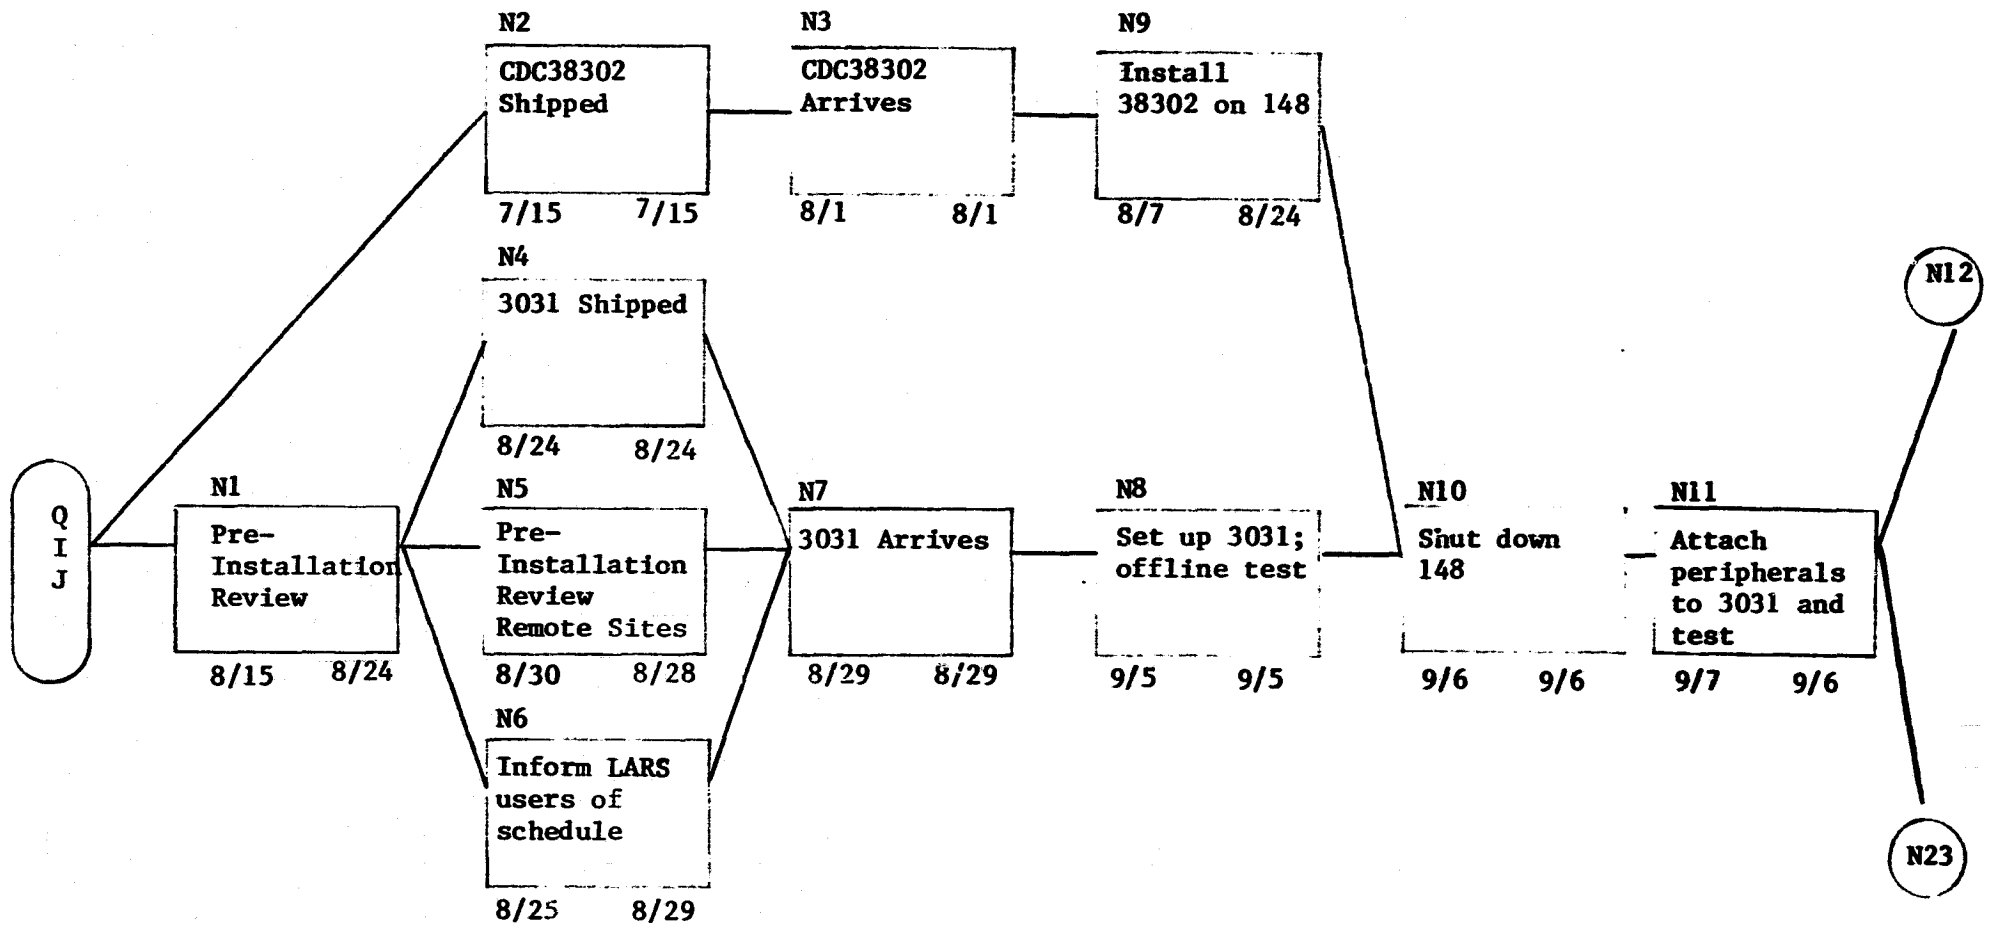 N2
CDC38302
Shipped
7/15 7/15
N3
CDC38302
Arrives
8/1 8/1
N9
Install
38302 on 148
8/7 8/24
N4
3031 Shipped
8/24 8/24
Q
I
J
N1
Pre-
Installation
Review
8/15 8/24
N5
Pre-
Installation
Review
Remote Sites
8/30 8/28
N6
Inform LARS
users of
schedule
8/25 8/29
N7
3031 Arrives
8/29 8/29
N8
Set up 3031;
offline test
9/5 9/5
N10
Shut down
148
9/6 9/6
N11
Attach
peripherals
to 3031 and
test
9/7 9/6
N12
N23